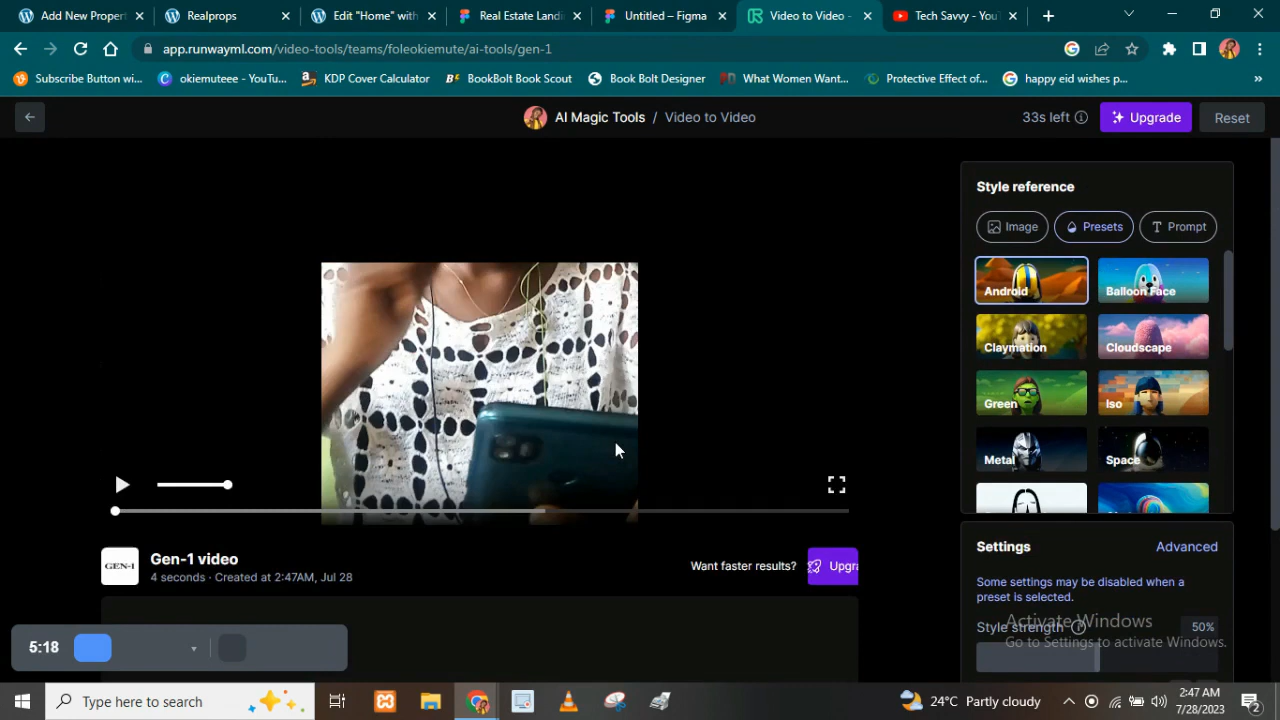 Add New Propert
Realprops
Edit "Home" with
Real Estate Landi
Untitled – Figma
Video to Video -
Tech Savvy - You
app.runwayml.com/video-tools/teams/foleokiemute/ai-tools/gen-1
Subscribe Button wi...
okiemuteee - YouTu...
KDP Cover Calculator
BookBolt Book Scout
Book Bolt Designer
What Women Want...
Protective Effect of...
happy eid wishes p...
AI Magic Tools / Video to Video
33s left
Upgrade
Reset
Style reference
Image
Presets
T Prompt
Android
Balloon Face
Claymation
Cloudscape
Green
Iso
Metal
Space
GEN-1
Gen-1 video
4 seconds · Created at 2:47AM, Jul 28
Want faster results?
Upgra
Settings
Advanced
Some settings may be disabled when a
preset is selected.
Style strength
50%
Activate Windows
Go to Settings to activate Windows.
5:18
Type here to search
24°C Partly cloudy
2:47 AM
7/28/2023
2